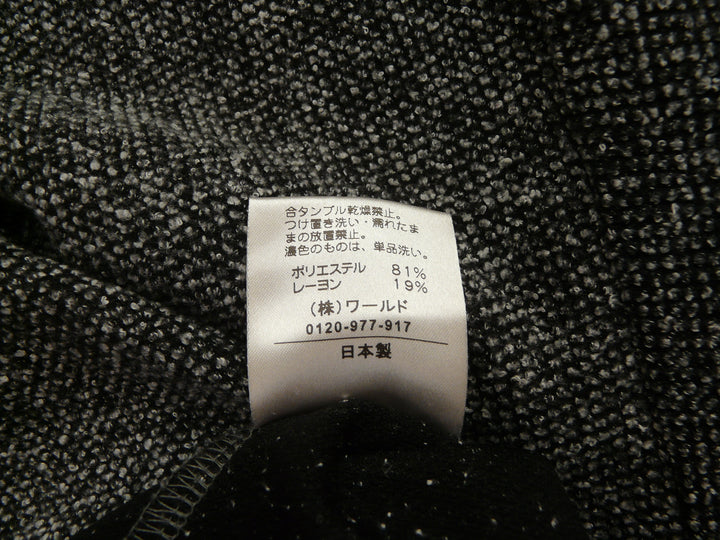 合タンブル乾燥禁止。
つけ置き洗い・濡れたま
まの放置禁止。
濃色のものは、単品洗い。
ポリエステル 81%
レーヨン 19%
(株)ワールド
0120-977-917
日本製